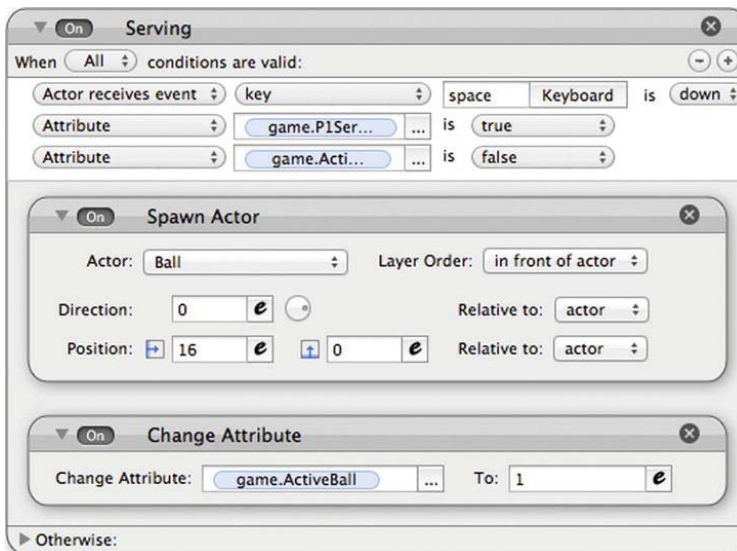 On Serving
When All conditions are valid:
Actor receives event key space Keyboard is down
Attribute game.P1Ser... ... is true
Attribute game.Acti... ... is false
On Spawn Actor
Actor: Ball Layer Order: in front of actor
Direction: 0 e Relative to: actor
Position: 16 e 0 e Relative to: actor
On Change Attribute
Change Attribute: game.ActiveBall ... To: 1 e
Otherwise: